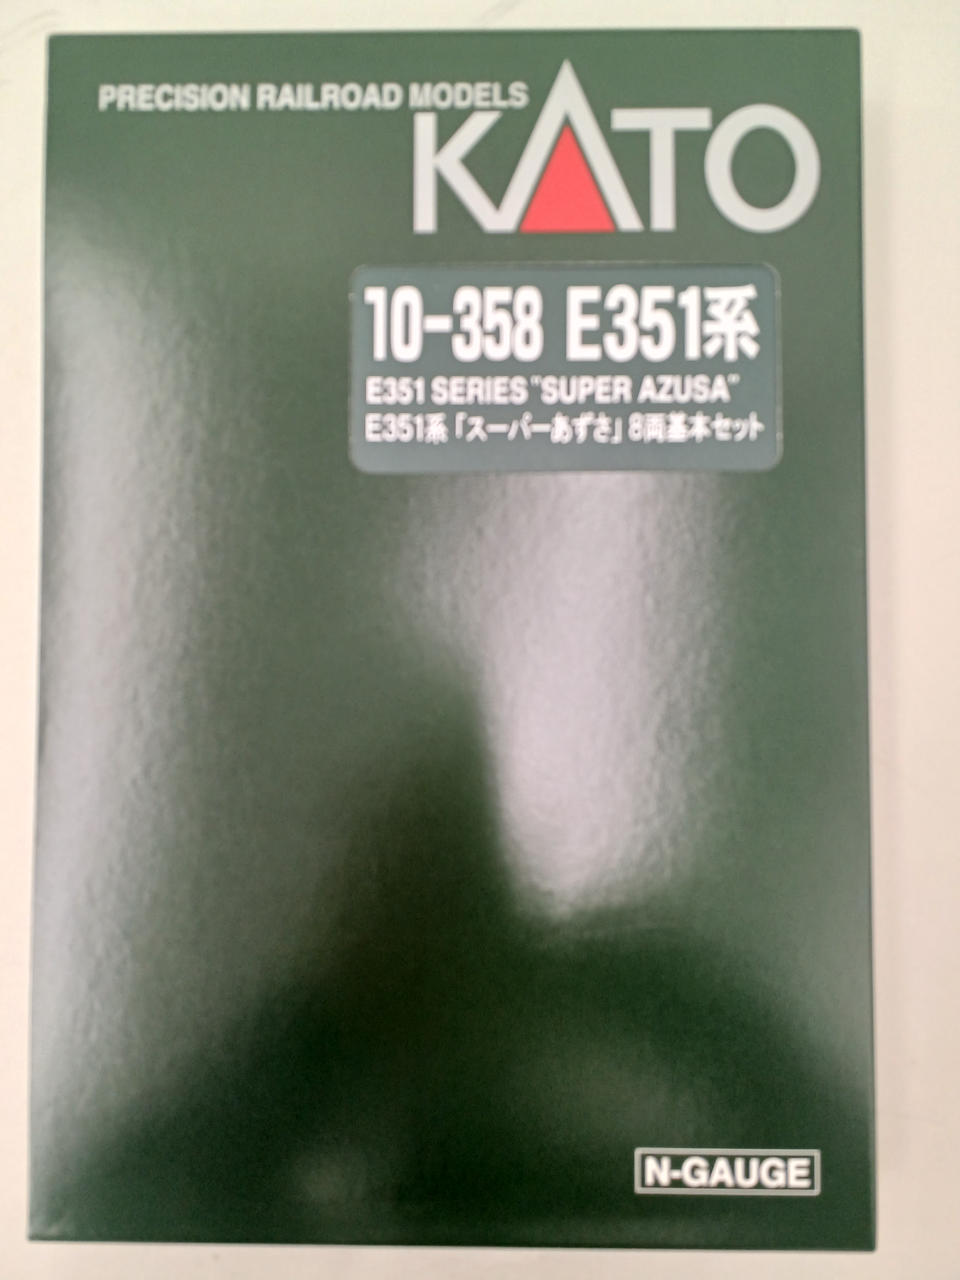 PRECISION RAILROAD MODELS
KATO
10-358 E351系
E351 SERIES "SUPER AZUSA"
E351系「スーパーあずさ」8両基本セット
N-GAUGE